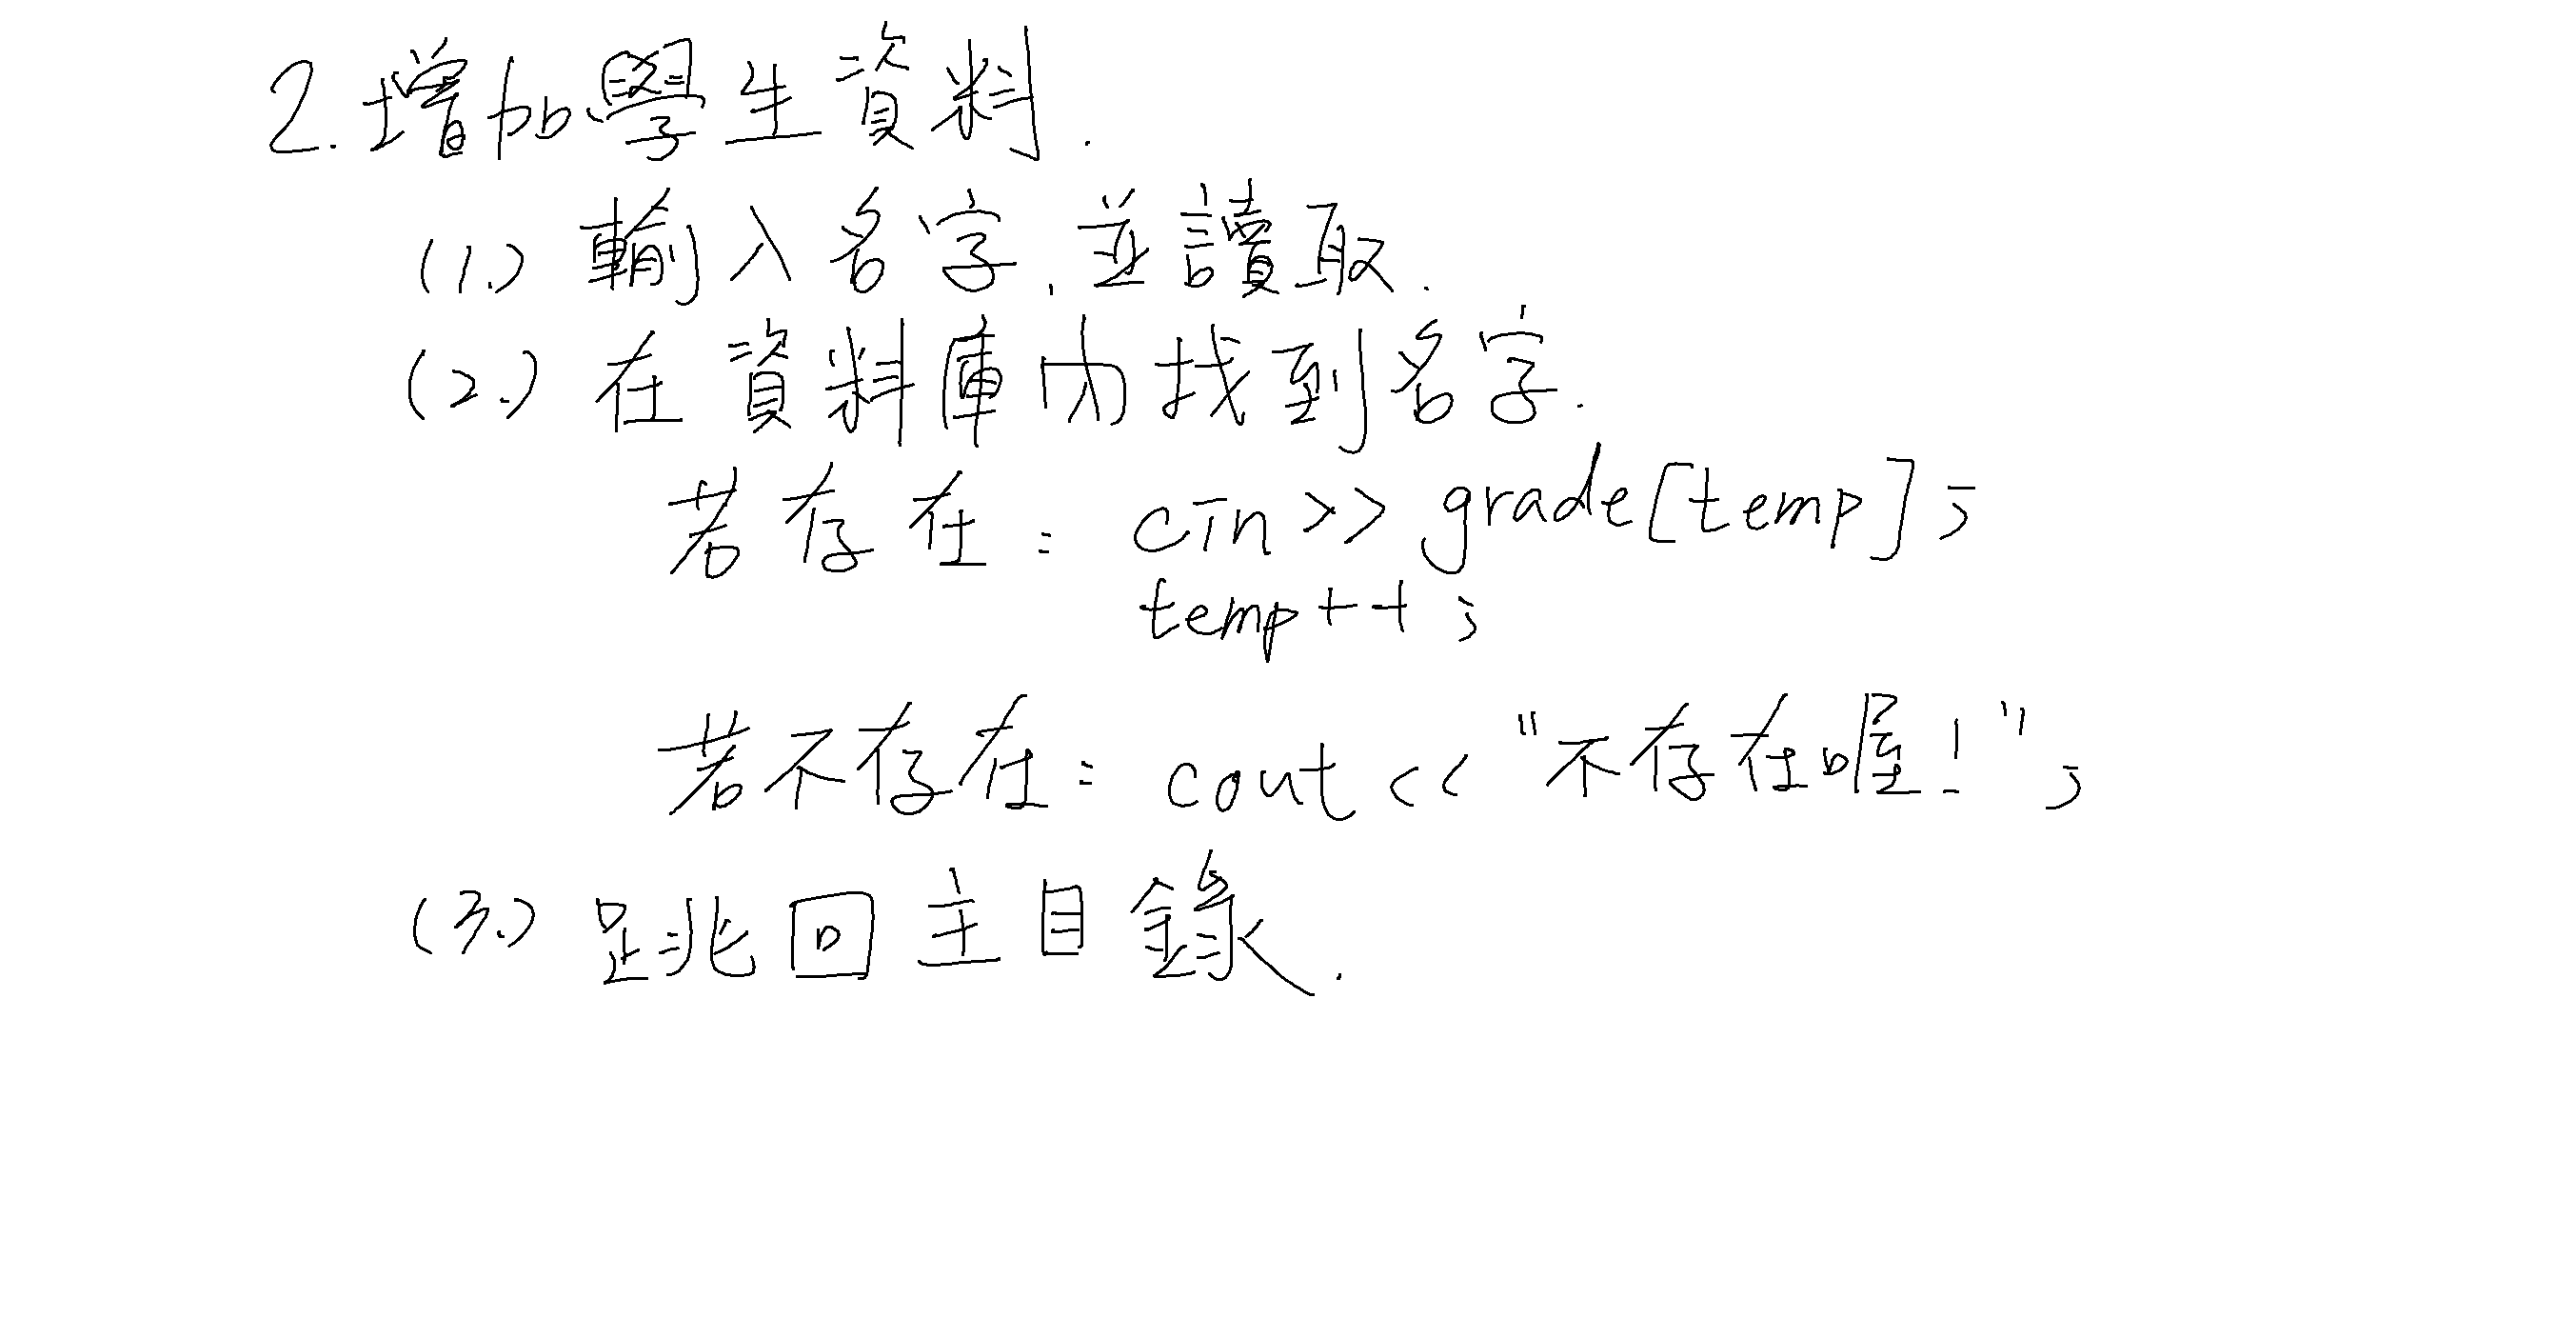 2. 增加學生資料.
(1.) 輸入名字, 並讀取.
(2.) 在資料庫內找到名字.
若存在: cin >> grade[temp];
temp++;
若不存在: cout << "不存在喔!";
(3.) 跳回主目錄.